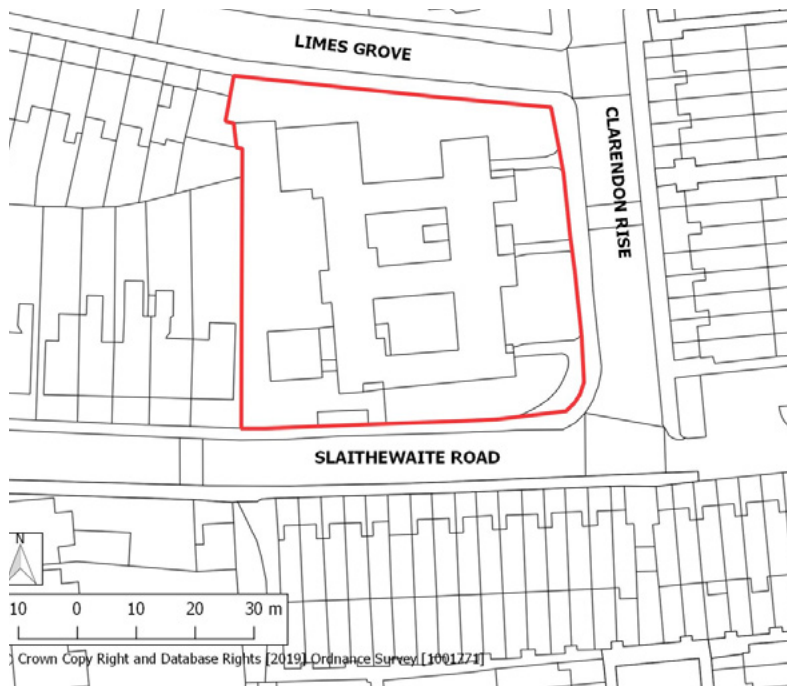 LIMES GROVE
CLARENDON RISE
SLAITHEWAITE ROAD
N
10 0 10 20 30 m
Crown Copy Right and Database Rights [2019] Ordnance Survey [1001771]